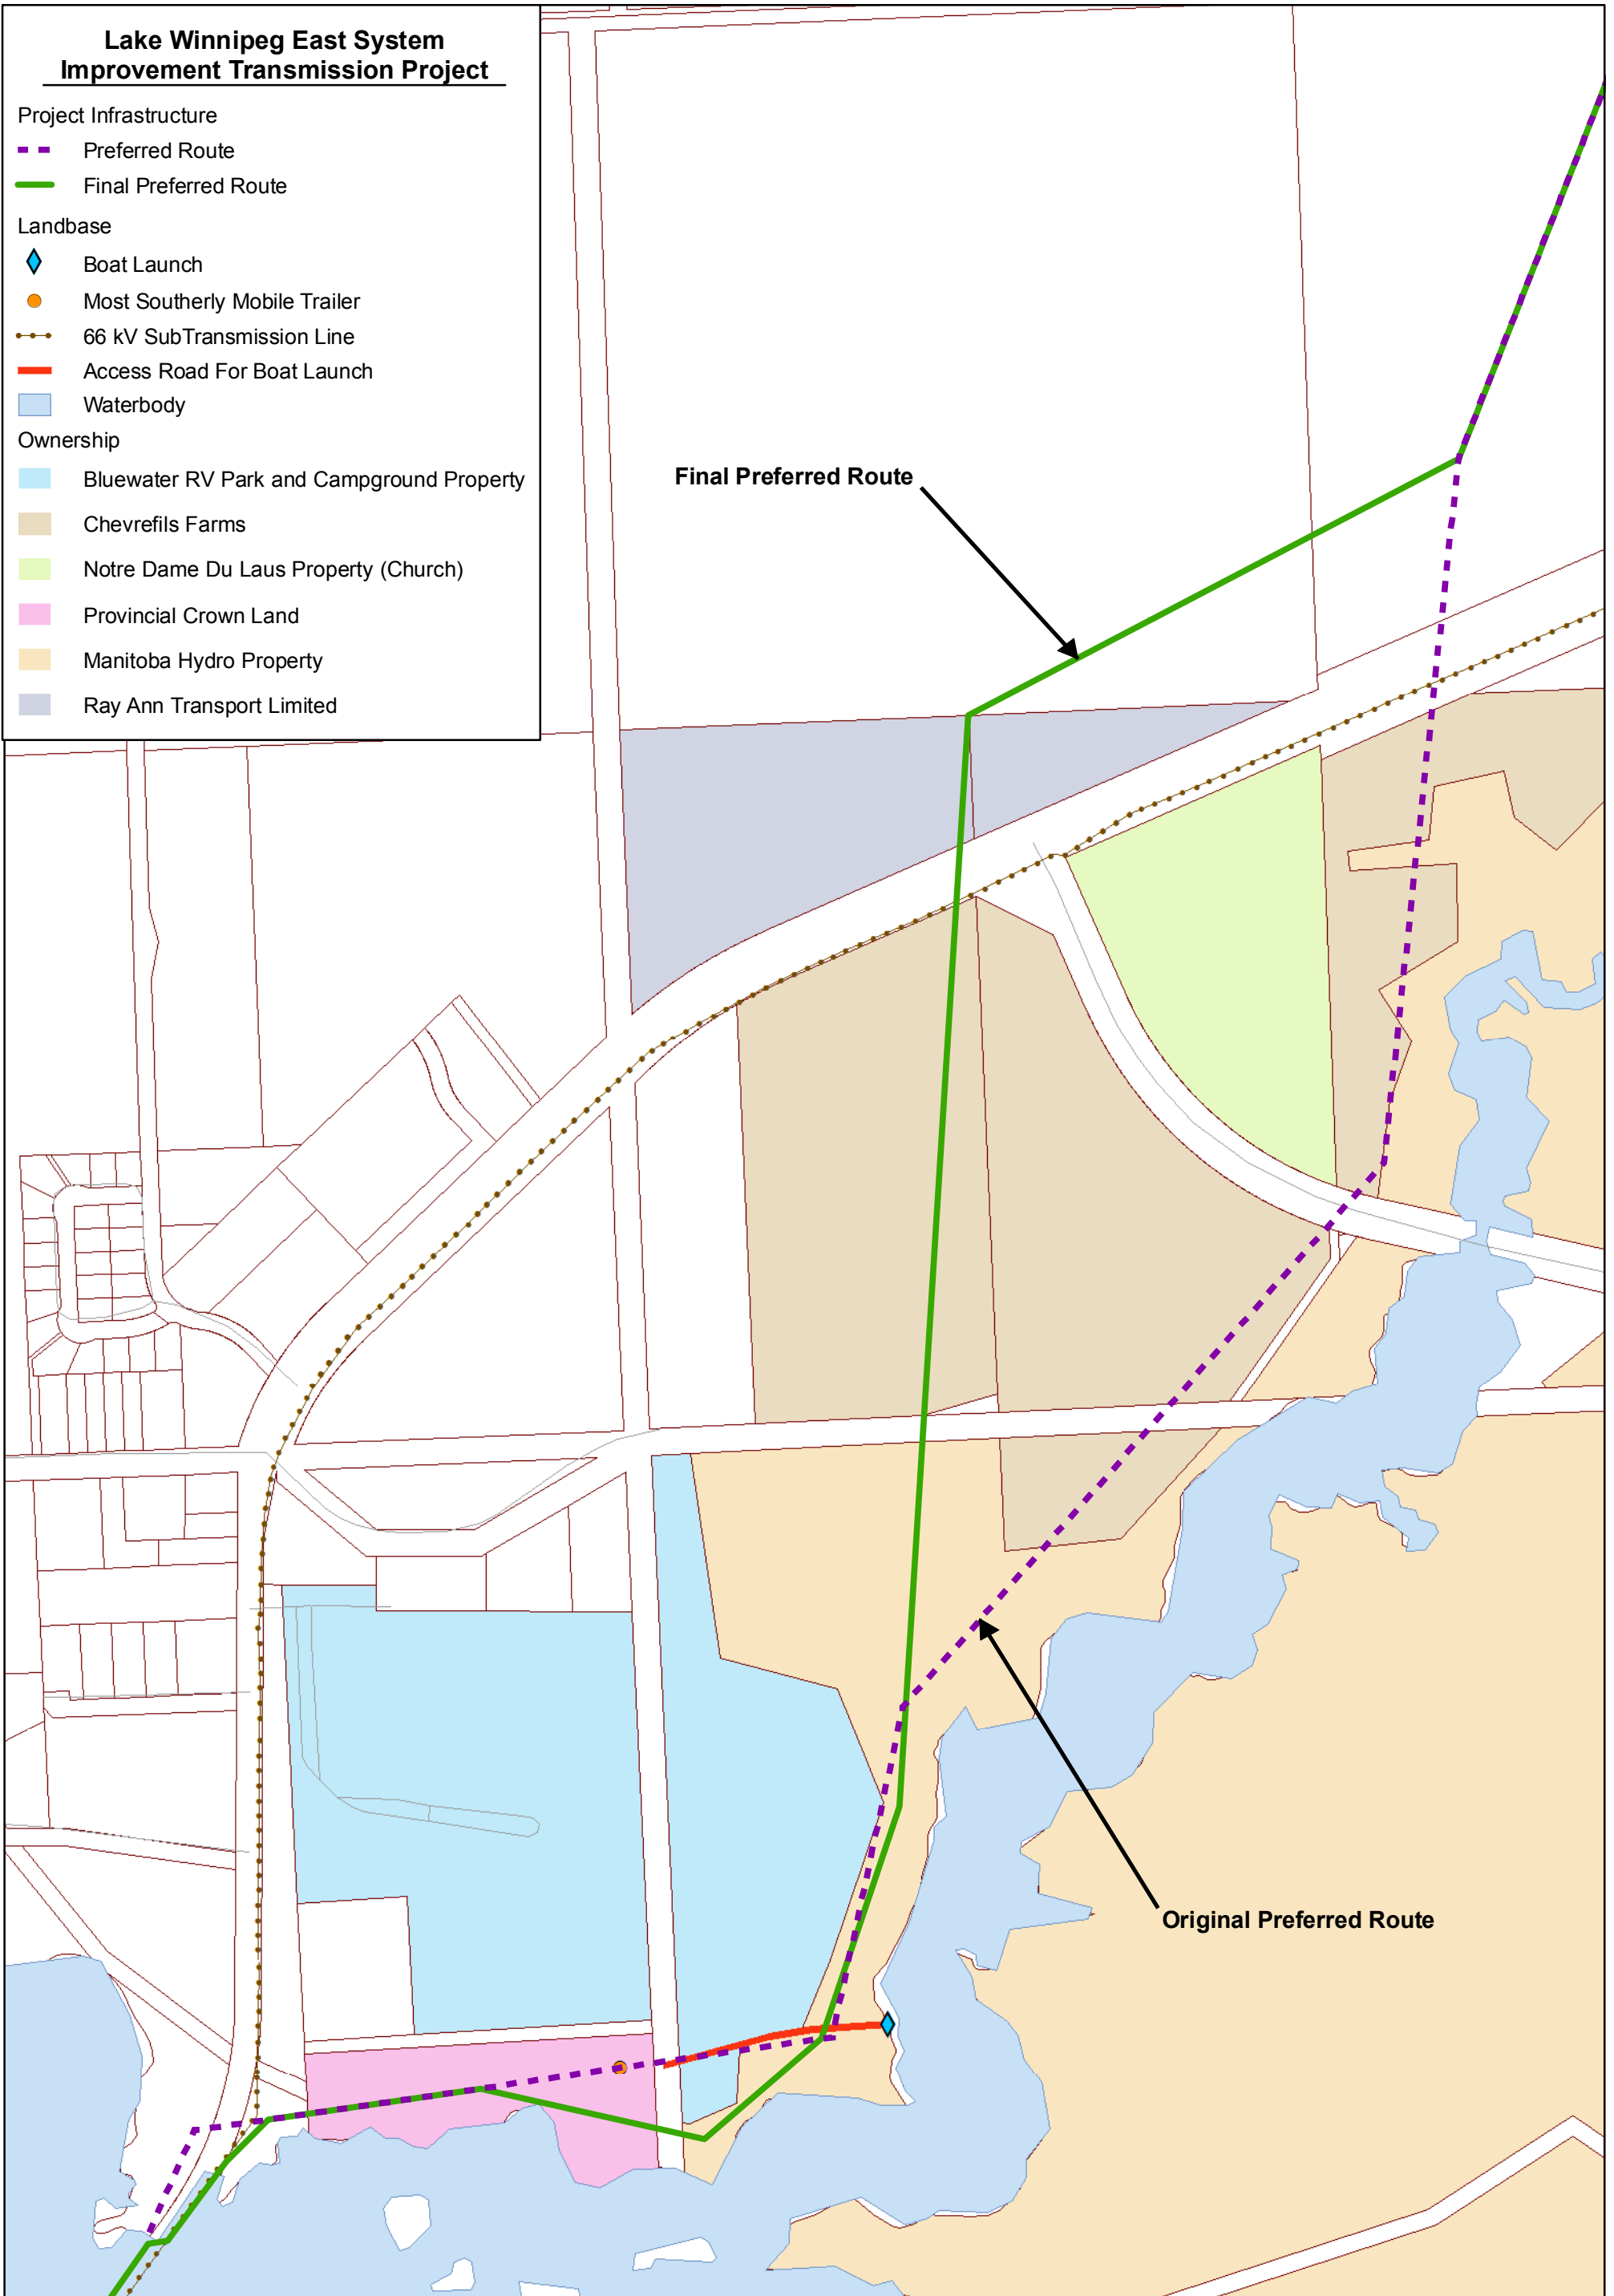 Lake Winnipeg East System
Improvement Transmission Project
Project Infrastructure
Preferred Route
Final Preferred Route
Landbase
Boat Launch
Most Southerly Mobile Trailer
66 kV SubTransmission Line
Access Road For Boat Launch
Waterbody
Ownership
Bluewater RV Park and Campground Property
Chevrefils Farms
Notre Dame Du Laus Property (Church)
Provincial Crown Land
Manitoba Hydro Property
Ray Ann Transport Limited
Final Preferred Route
Original Preferred Route